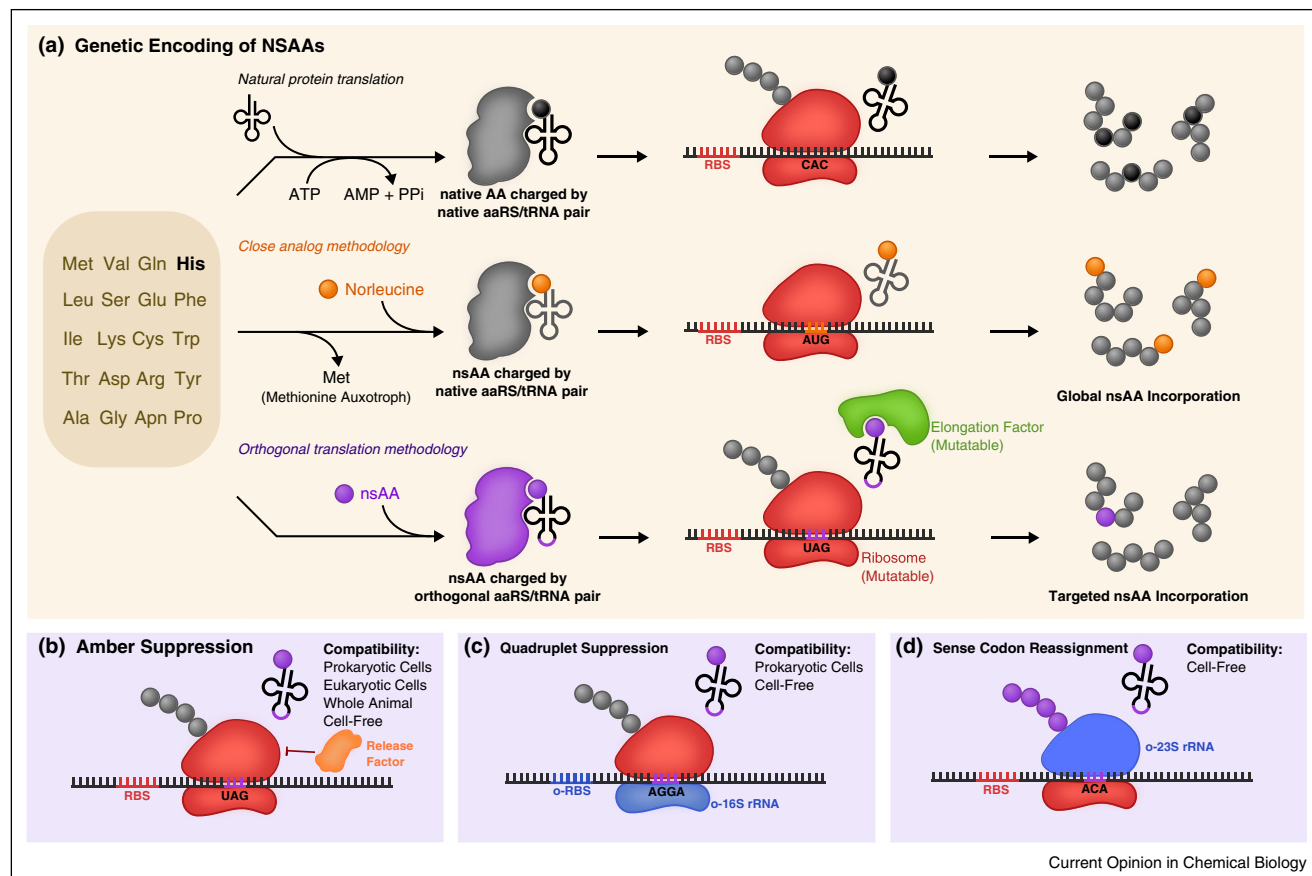 (a) Genetic Encoding of NSAAs
Natural protein translation
ATP
AMP + PPi
native AA charged by
native aaRS/tRNA pair
RBS
CAC
Met Val Gln His
Leu Ser Glu Phe
Ile Lys Cys Trp
Thr Asp Arg Tyr
Ala Gly Apn Pro
Close analog methodology
Norleucine
Met
(Methionine Auxotroph)
nsAA charged by
native aaRS/tRNA pair
RBS
AUG
Global nsAA Incorporation
Orthogonal translation methodology
nsAA
nsAA charged by
orthogonal aaRS/tRNA pair
Elongation Factor
(Mutatable)
RBS
UAG
Ribosome
(Mutatable)
Targeted nsAA Incorporation
(b) Amber Suppression
Compatibility:
Prokaryotic Cells
Eukaryotic Cells
Whole Animal
Cell-Free
Release
Factor
RBS
UAG
(c) Quadruplet Suppression
Compatibility:
Prokaryotic Cells
Cell-Free
o-RBS
AGGA
o-16S rRNA
(d) Sense Codon Reassignment
Compatibility:
Cell-Free
o-23S rRNA
RBS
ACA
Current Opinion in Chemical Biology